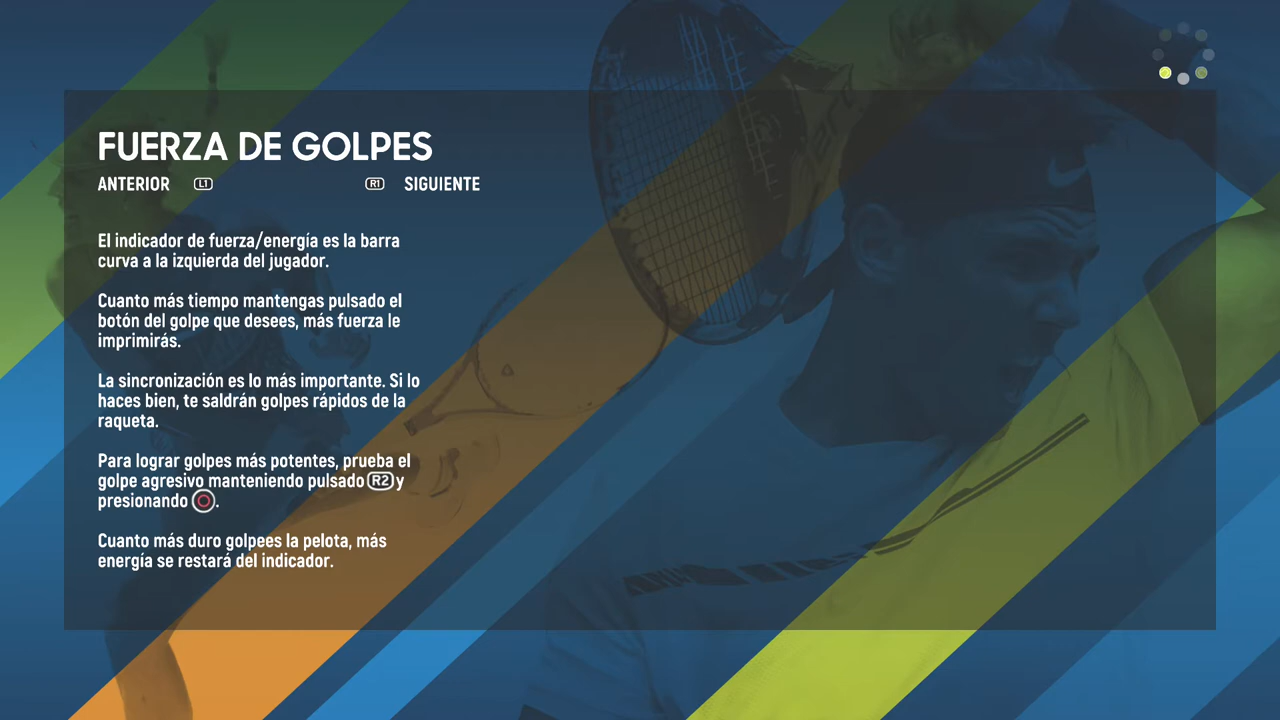 FUERZA DE GOLPES
ANTERIOR L1 R1 SIGUIENTE
El indicador de fuerza/energía es la barra
curva a la izquierda del jugador.
Cuanto más tiempo mantengas pulsado el
botón del golpe que desees, más fuerza le
imprimirás.
La sincronización es lo más importante. Si lo
haces bien, te saldrán golpes rápidos de la
raqueta.
Para lograr golpes más potentes, prueba el
golpe agresivo manteniendo pulsado R2 y
presionando .
Cuanto más duro golpees la pelota, más
energía se restará del indicador.